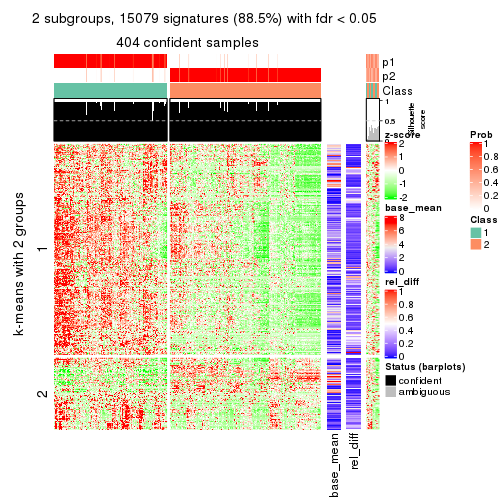 2 subgroups, 15079 signatures (88.5%) with fdr < 0.05
404 confident samples
p1
p2
Class
1
0.5
0
Silhouette
score
k-means with 2 groups
1
2
base_mean
rel_diff
z-score
2
1
0
-1
-2
base_mean
8
6
4
2
0
rel_diff
1
0.8
0.6
0.4
0.2
0
Status (barplots)
confident
ambiguous
Prob
1
0.8
0.6
0.4
0.2
0
Class
1
2